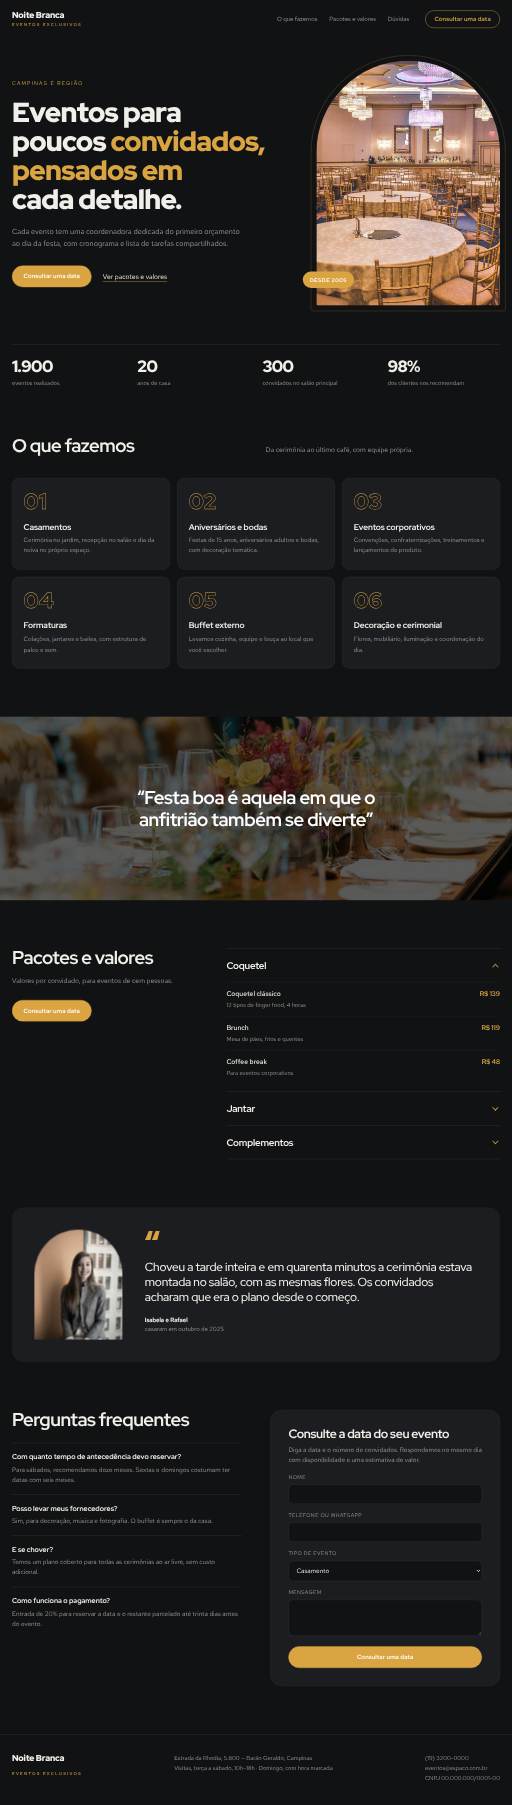 Noite Branca
EVENTOS EXCLUSIVOS
O que fazemos
Pacotes e valores
Dúvidas
Consultar uma data
CAMPINAS E REGIÃO
Eventos para
poucos convidados,
pensados em
cada detalhe.
Cada evento tem uma coordenadora dedicada do primeiro orçamento
ao dia da festa, com cronograma e lista de tarefas compartilhados.
Consultar uma data
Ver pacotes e valores
DESDE 2005
1.900
eventos realizados
20
anos de casa
300
convidados no salão principal
98%
dos clientes nos recomendam
O que fazemos
Da cerimônia ao último café, com equipe própria.
01
Casamentos
Cerimônia no jardim, recepção no salão e dia da
noiva no próprio espaço.
02
Aniversários e bodas
Festas de 15 anos, aniversários adultos e bodas,
com decoração temática.
03
Eventos corporativos
Convenções, confraternizações, treinamentos e
lançamentos de produto.
04
Formaturas
Colações, jantares e bailes, com estrutura de
palco e som.
05
Buffet externo
Levamos cozinha, equipe e louça ao local que
você escolher.
06
Decoração e cerimonial
Flores, mobiliário, iluminação e coordenação do
dia.
“Festa boa é aquela em que o
anfitrião também se diverte”
Pacotes e valores
Valores por convidado, para eventos de cem pessoas.
Consultar uma data
Coquetel
Coquetel clássico
R$ 139
12 tipos de finger food, 4 horas
Brunch
R$ 119
Mesa de pães, frios e quentes
Coffee break
R$ 48
Para eventos corporativos
Jantar
Complementos
“
Choveu a tarde inteira e em quarenta minutos a cerimônia estava
montada no salão, com as mesmas flores. Os convidados
acharam que era o plano desde o começo.
Isabela e Rafael
casaram em outubro de 2025
Perguntas frequentes
Com quanto tempo de antecedência devo reservar?
Para sábados, recomendamos doze meses. Sextas e domingos costumam ter
datas com seis meses.
Posso levar meus fornecedores?
Sim, para decoração, música e fotografia. O buffet é sempre o da casa.
E se chover?
Temos um plano coberto para todas as cerimônias ao ar livre, sem custo
adicional.
Como funciona o pagamento?
Entrada de 20% para reservar a data e o restante parcelado até trinta dias antes
do evento.
Consulte a data do seu evento
Diga a data e o número de convidados. Respondemos no mesmo dia
com disponibilidade e uma estimativa de valor.
NOME
TELEFONE OU WHATSAPP
TIPO DE EVENTO
Casamento
MENSAGEM
Consultar uma data
Noite Branca
EVENTOS EXCLUSIVOS
Estrada da Rhodia, 5.800 — Barão Geraldo, Campinas
Visitas, terça a sábado, 10h–18h · Domingo, com hora marcada
(19) 3200-0000
eventos@espaco.com.br
CNPJ 00.000.000/0001-00